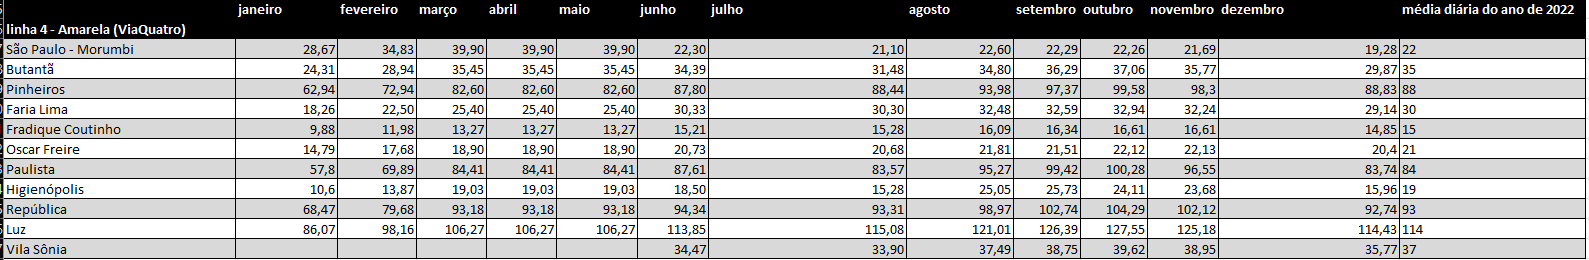 janeiro fevereiro março abril maio junho julho agosto setembro outubro novembro dezembro média diária do ano de 2022
linha 4 - Amarela (ViaQuatro)
São Paulo - Morumbi 28,67 34,83 39,90 39,90 39,90 22,30 21,10 22,60 22,29 22,26 21,69 19,28 22
Butantã 24,31 28,94 35,45 35,45 35,45 34,39 31,48 34,80 36,29 37,06 35,77 29,87 35
Pinheiros 62,94 72,94 82,60 82,60 82,60 87,80 88,44 93,98 97,37 99,58 98,3 88,83 88
Faria Lima 18,26 22,50 25,40 25,40 25,40 30,33 30,30 32,48 32,59 32,94 32,24 29,14 30
Fradique Coutinho 9,88 11,98 13,27 13,27 13,27 15,21 15,28 16,09 16,34 16,61 16,61 14,85 15
Oscar Freire 14,79 17,68 18,90 18,90 18,90 20,73 20,68 21,81 21,51 22,12 22,13 20,4 21
Paulista 57,8 69,89 84,41 84,41 84,41 87,61 83,57 95,27 99,42 100,28 96,55 83,74 84
Higienópolis 10,6 13,87 19,03 19,03 19,03 18,50 15,28 25,05 25,73 24,11 23,68 15,96 19
República 68,47 79,68 93,18 93,18 93,18 94,34 93,31 98,97 102,74 104,29 102,12 92,74 93
Luz 86,07 98,16 106,27 106,27 106,27 113,85 115,08 121,01 126,39 127,55 125,18 114,43 114
Vila Sônia 34,47 33,90 37,49 38,75 39,62 38,95 35,77 37